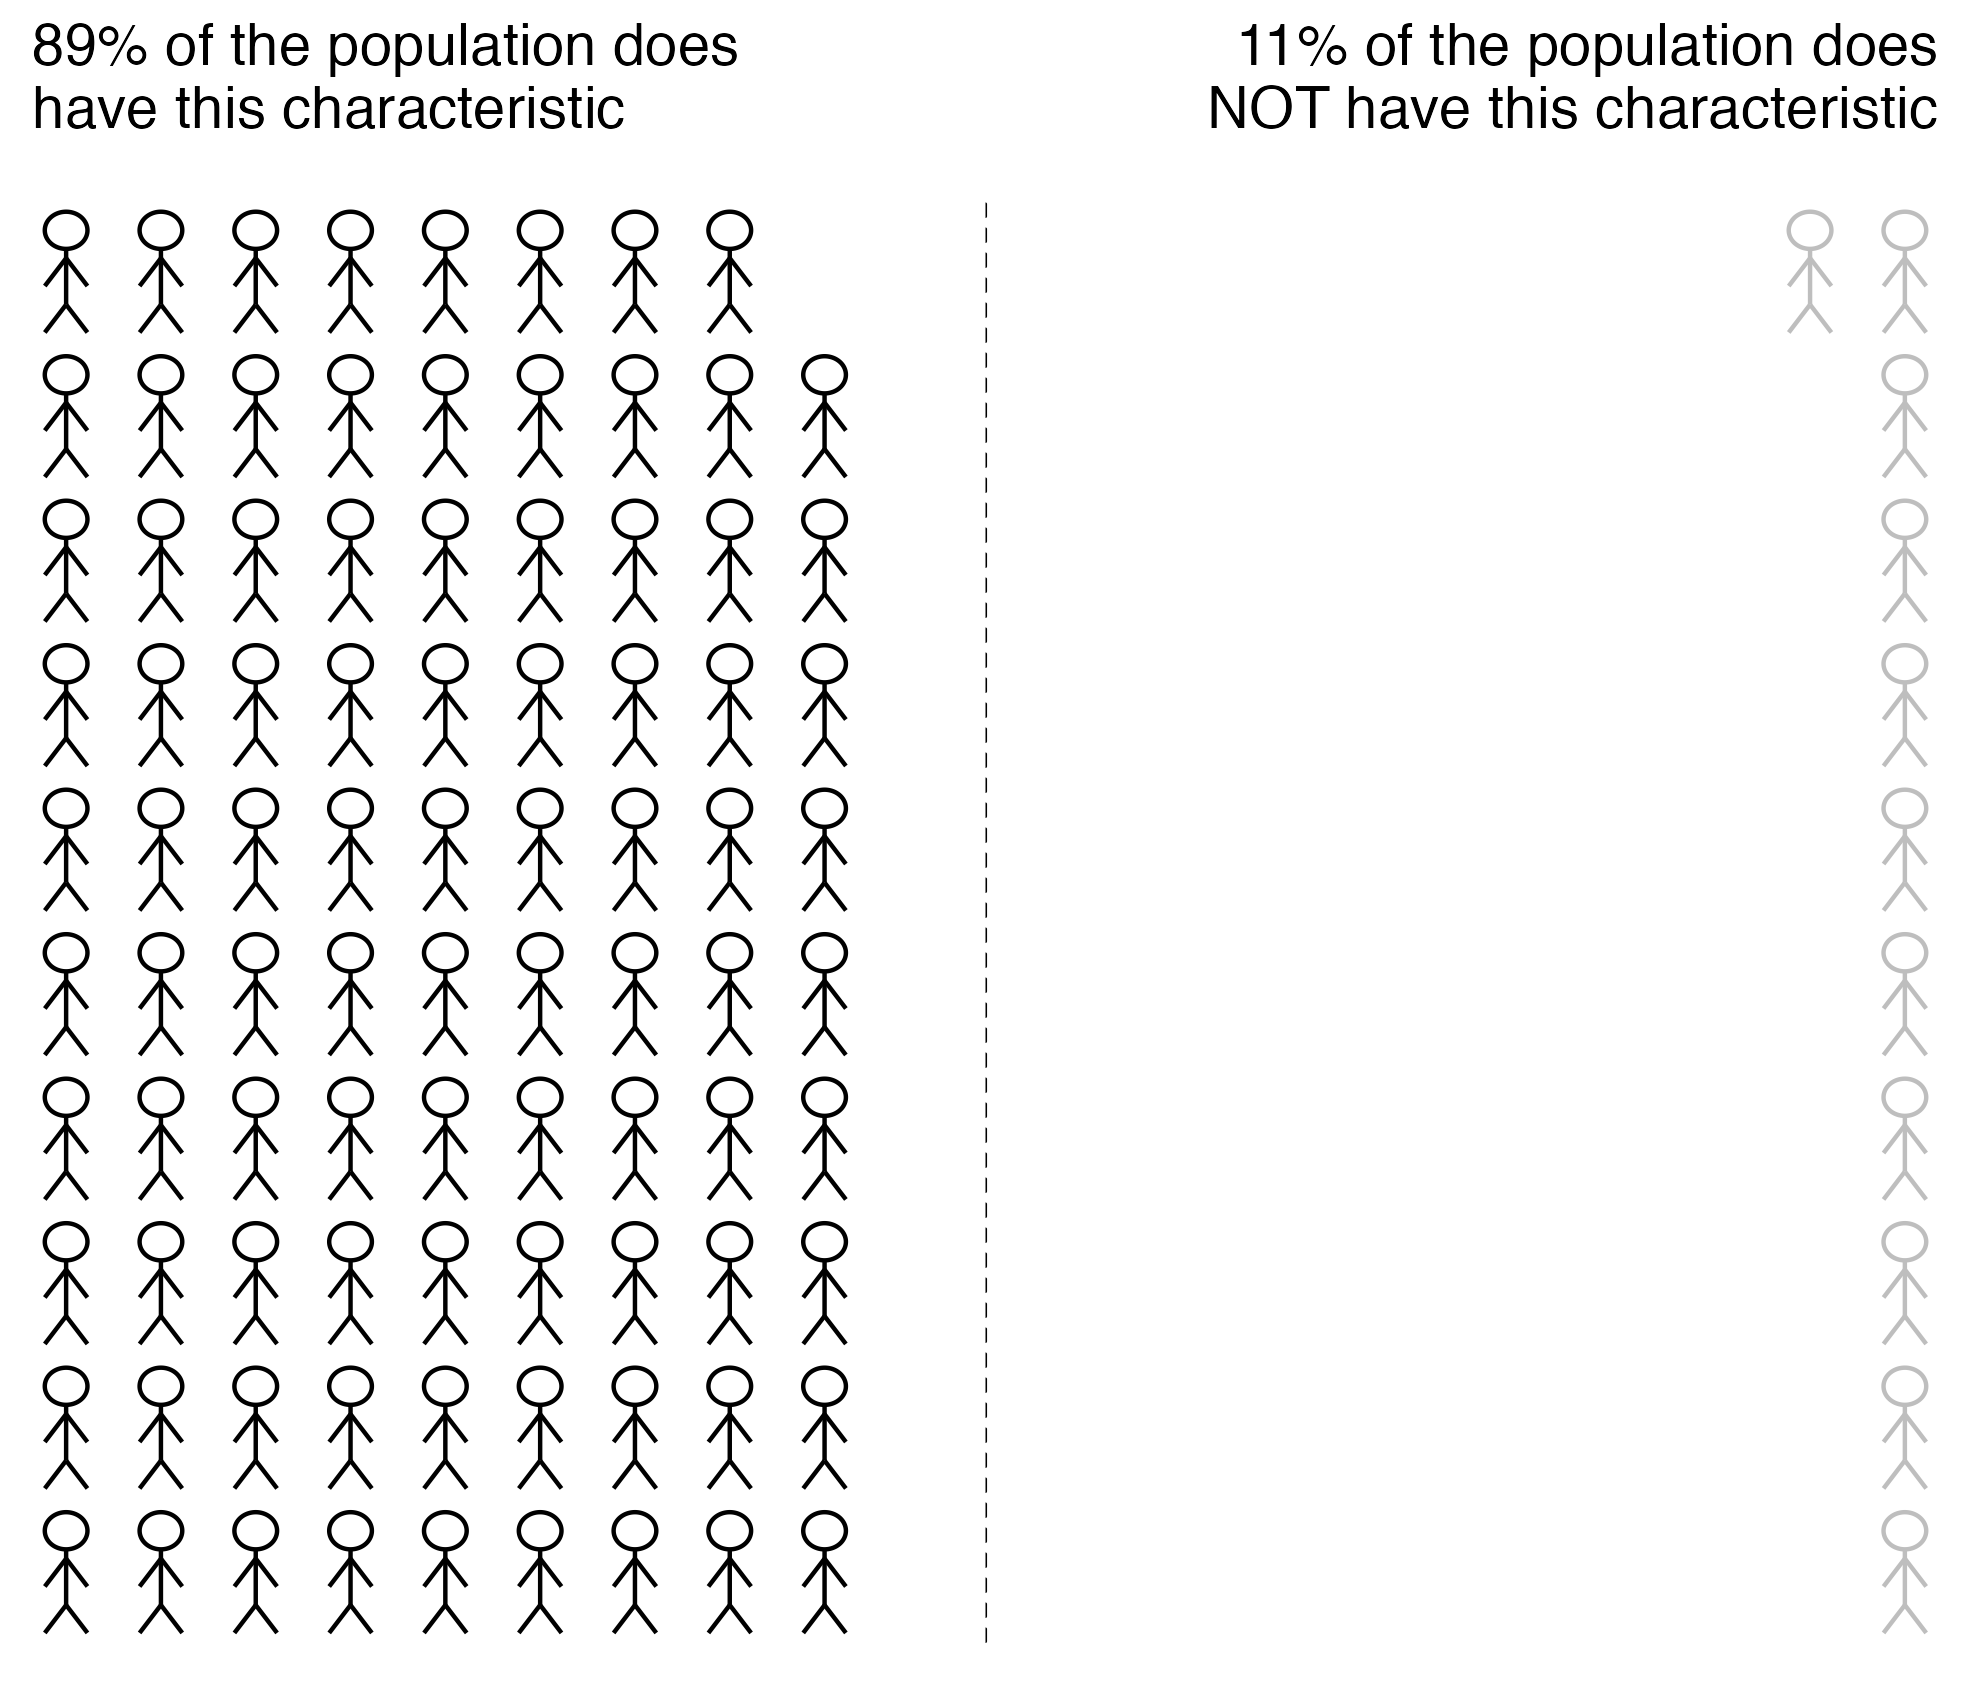 89% of the population does
have this characteristic
11% of the population does
NOT have this characteristic